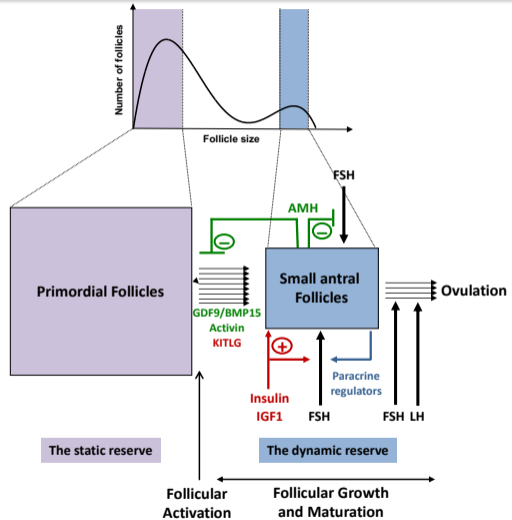 Number of follicles
Follicle size
FSH
AMH
−
−
Primordial Follicles
Small antral
Follicles
Ovulation
GDF9/BMP15
Activin
KITLG
+
Insulin
IGF1
FSH
Paracrine
regulators
FSH LH
The static reserve
The dynamic reserve
Follicular
Activation
Follicular Growth
and Maturation